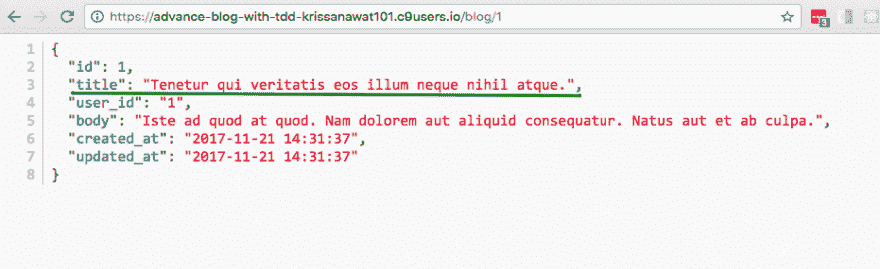 https://advance-blog-with-tdd-krissanawat101.c9users.io/blog/1
3
1 {
2 "id": 1,
3 "title": "Tenetur qui veritatis eos illum neque nihil atque.",
4 "user_id": "1",
5 "body": "Iste ad quod at quod. Nam dolorem aut aliquid consequatur. Natus aut et ab culpa.",
6 "created_at": "2017-11-21 14:31:37",
7 "updated_at": "2017-11-21 14:31:37"
8 }